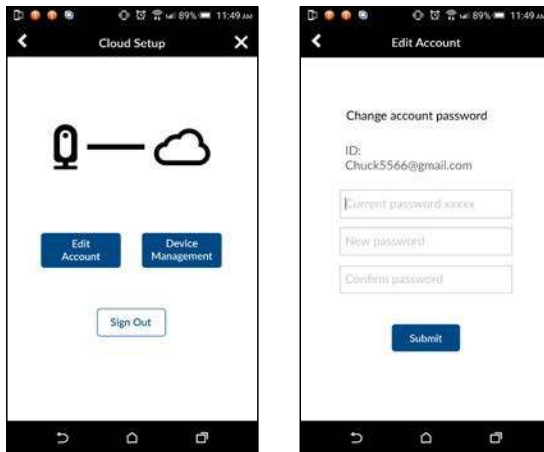 89% 11:49 AM
Cloud Setup
Edit
Account
Device
Management
Sign Out
89% 11:49 AM
Edit Account
Change account password
ID:
Chuck5566@gmail.com
Current password xxxxx
New password
Confirm password
Submit